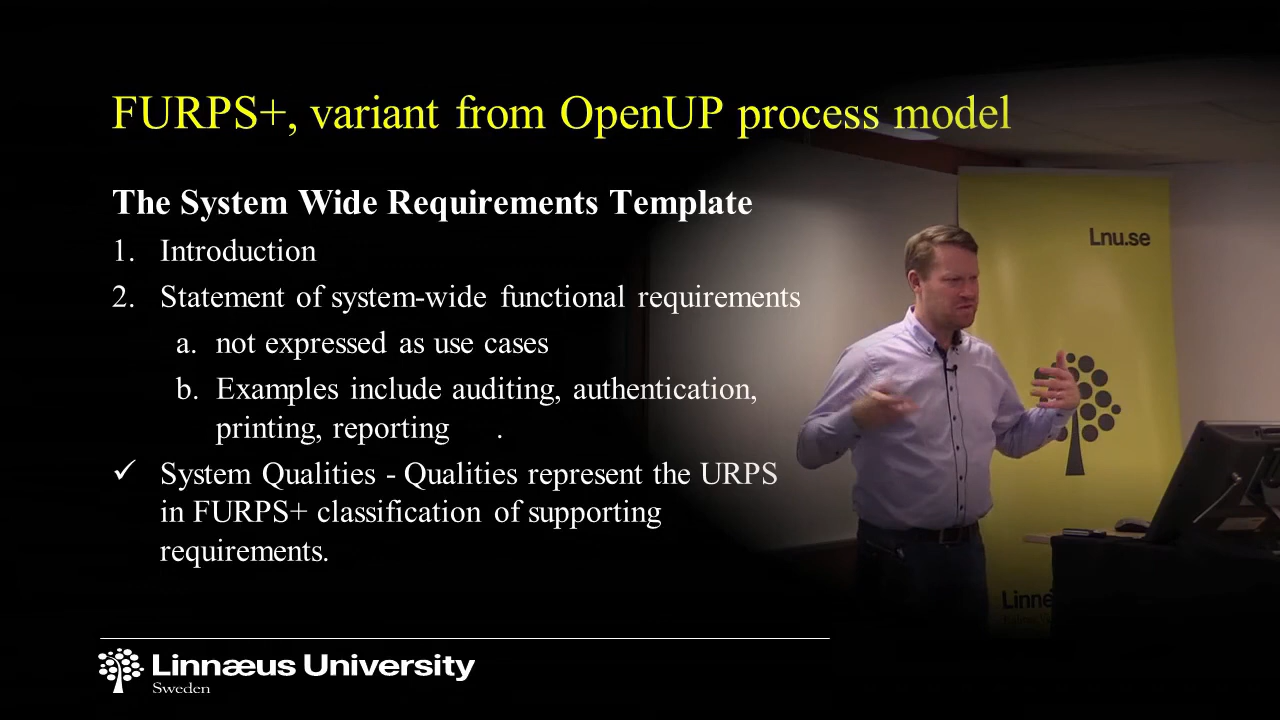 FURPS+, variant from OpenUP process model
The System Wide Requirements Template
1. Introduction
2. Statement of system-wide functional requirements
a. not expressed as use cases
b. Examples include auditing, authentication,
printing, reporting .
✓ System Qualities - Qualities represent the URPS
in FURPS+ classification of supporting
requirements.
Lnu.se
Linnæus University
Sweden